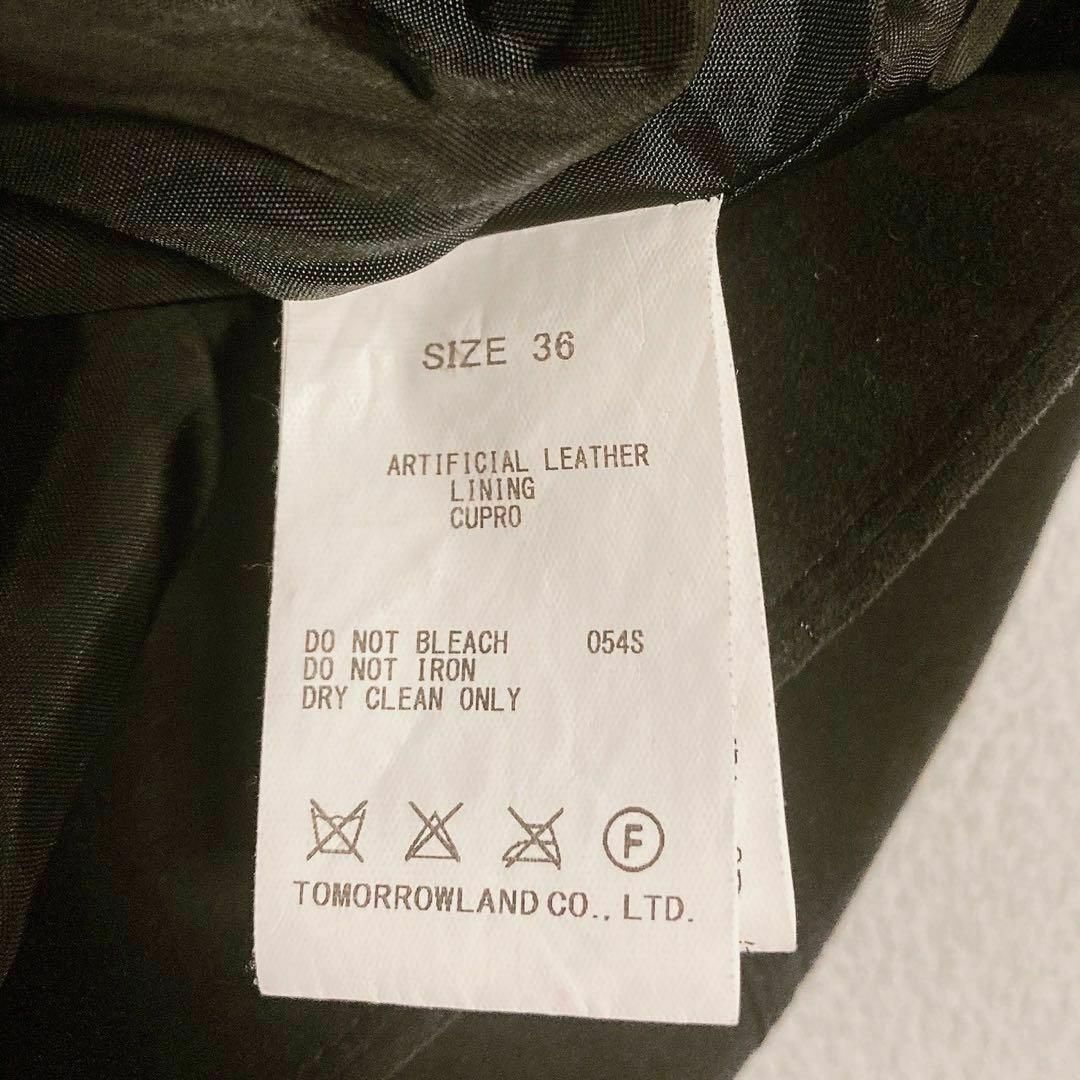 SIZE 36
ARTIFICIAL LEATHER
LINING
CUPRO
DO NOT BLEACH 054S
DO NOT IRON
DRY CLEAN ONLY
F
TOMORROWLAND CO., LTD.